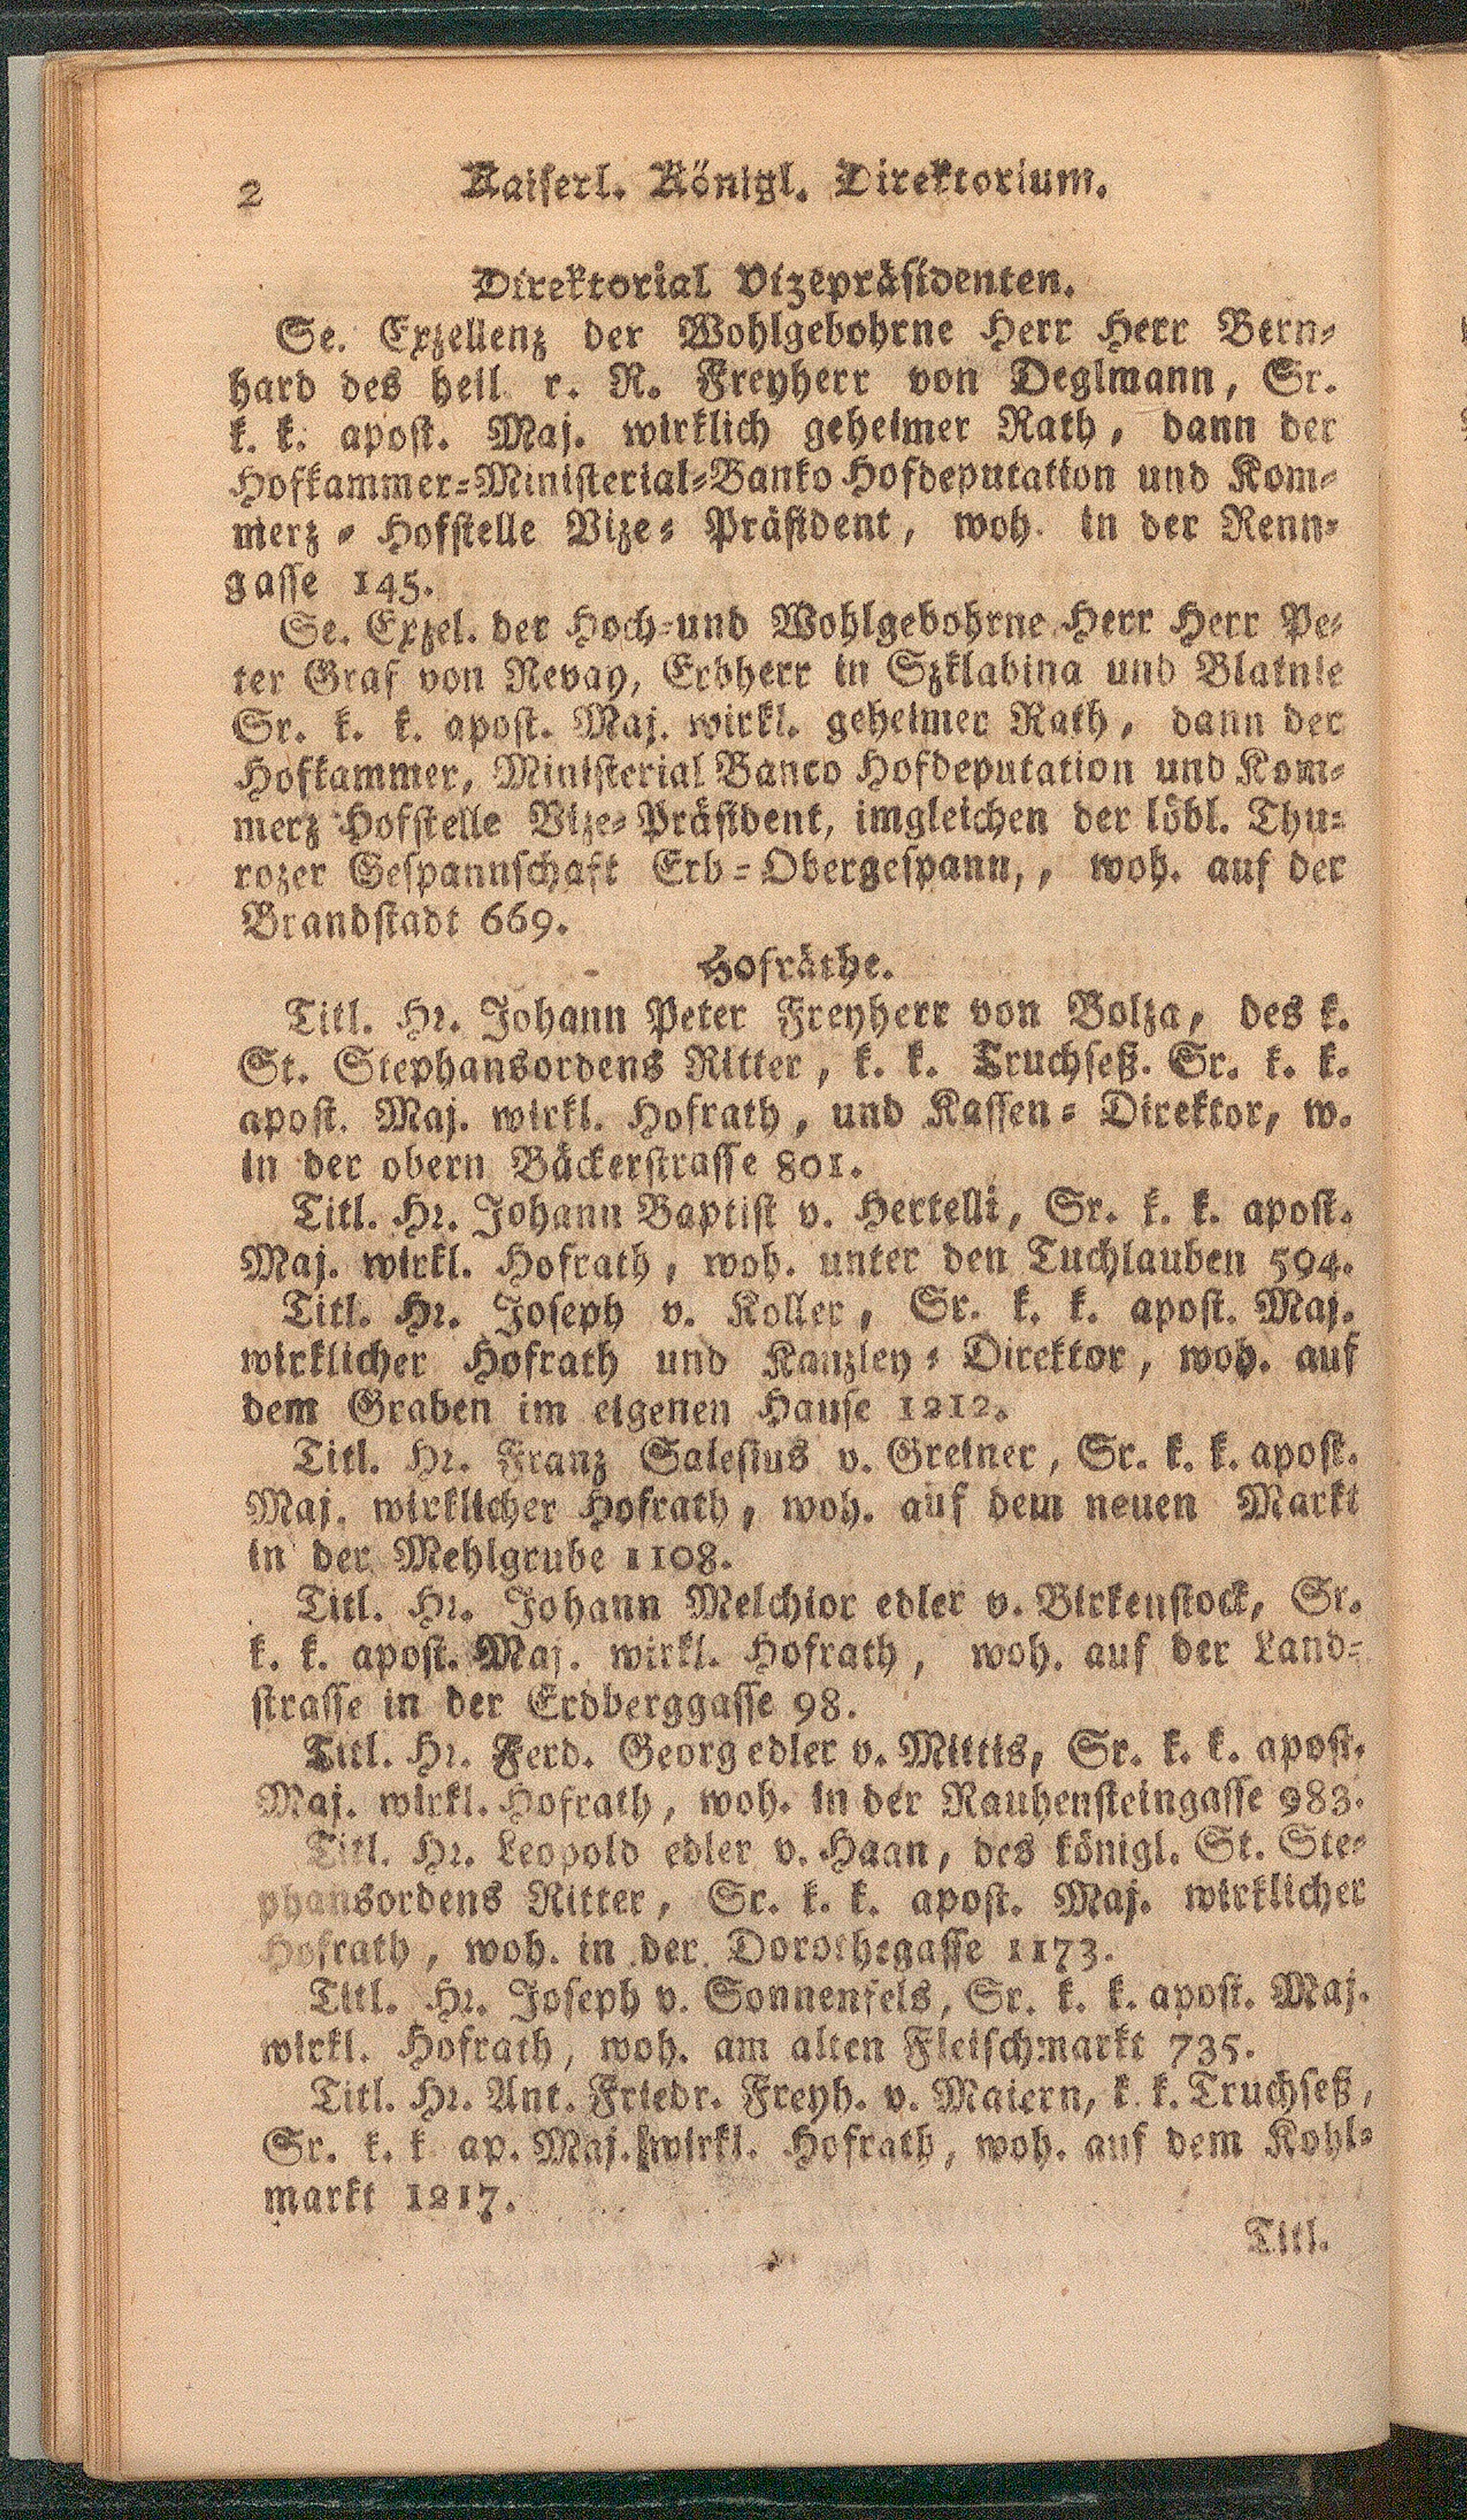 2 Kaiserl. Königl. Direktorium.
Direktorial Vizepräsidenten.
Se. Exzellenz der Wohlgebohrne Herr Herr Bern-
hard des heil. r. R. Freyherr von Deglmann, Sr.
k. k. apost. Maj. wirklich geheimer Rath, dann der
Hofkammer-Ministerial-Banko Hofdeputation und Kom-
merz-Hofstelle Vize-Präsident, woh. in der Renn-
gasse 145.
Se. Exzel. der Hoch-und Wohlgebohrne Herr Herr Pe-
ter Graf von Revay, Erbherr in Szklabina und Blatnie
Sr. k. k. apost. Maj. wirkl. geheimer Rath, dann der
Hofkammer, Ministerial Banco Hofdeputation und Kom-
merz Hofstelle Vize-Präsident, imgleichen der löbl. Thu-
rozer Gespannschaft Erb-Obergespann,, woh. auf der
Brandstadt 669.
Hofräthe.
Titl. Hr. Johann Peter Freyherr von Bolza, des k.
St. Stephansordens Ritter, k. k. Truchseß. Sr. k. k.
apost. Maj. wirkl. Hofrath, und Kassen-Direktor, w.
in der obern Bäckerstrasse 801.
Titl. Hr. Johann Baptist v. Hertelli, Sr. k. k. apost.
Maj. wirkl. Hofrath, woh. unter den Tuchlauben 594.
Titl. Hr. Joseph v. Koller, Sr. k. k. apost. Maj.
wirklicher Hofrath und Kanzley-Direktor, woh. auf
dem Graben im eigenen Hause 1212.
Titl. Hr. Franz Salesius v. Greiner, Sr. k. k. apost.
Maj. wirklicher Hofrath, woh. auf dem neuen Markt
in der Mehlgrube 1108.
Titl. Hr. Johann Melchior edler v. Birkenstock, Sr.
k. k. apost. Maj. wirkl. Hofrath, woh. auf der Land-
strasse in der Erdberggasse 98.
Titl. Hr. Ferd. Georg edler v. Mittis, Sr. k. k. apost.
Maj. wirkl. Hofrath, woh. in der Rauhensteingasse 983.
Titl. Hr. Leopold edler v. Haan, des königl. St. Ste-
phansordens Ritter, Sr. k. k. apost. Maj. wirklicher
Hofrath, woh. in der Dorothegasse 1173.
Titl. Hr. Joseph v. Sonnenfels, Sr. k. k. apost. Maj.
wirkl. Hofrath, woh. am alten Fleischmarkt 735.
Titl. Hr. Ant. Friedr. Freyh. v. Maiern, k. k. Truchseß,
Sr. k. k ap. Maj. wirkl. Hofrath, woh. auf dem Kohl-
markt 1217.
Titl.